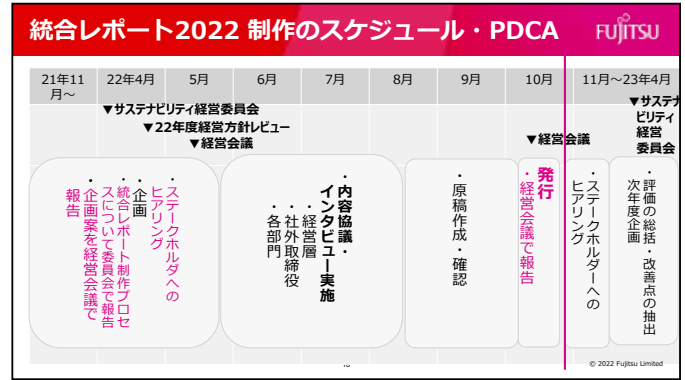 統合レポート2022 制作のスケジュール・PDCA
FUJITSU
21年11月~
22年4月
5月
6月
7月
8月
9月
10月
11月~23年4月
▼サステナビリティ経営委員会
▼22年度経営方針レビュー
▼経営会議
▼経営会議
▼サステナビリティ経営委員会
・ステークホルダへのヒアリング
・企画
・統合レポート制作プロセスについて委員会で報告
・企画案を経営会議で報告
・内容協議・インタビュー実施
・経営層
・社外取締役
・各部門
・原稿作成・確認
発行
・経営会議で報告
・ステークホルダーへのヒアリング
・評価の総括・改善点の抽出
次年度企画
© 2022 Fujitsu Limited